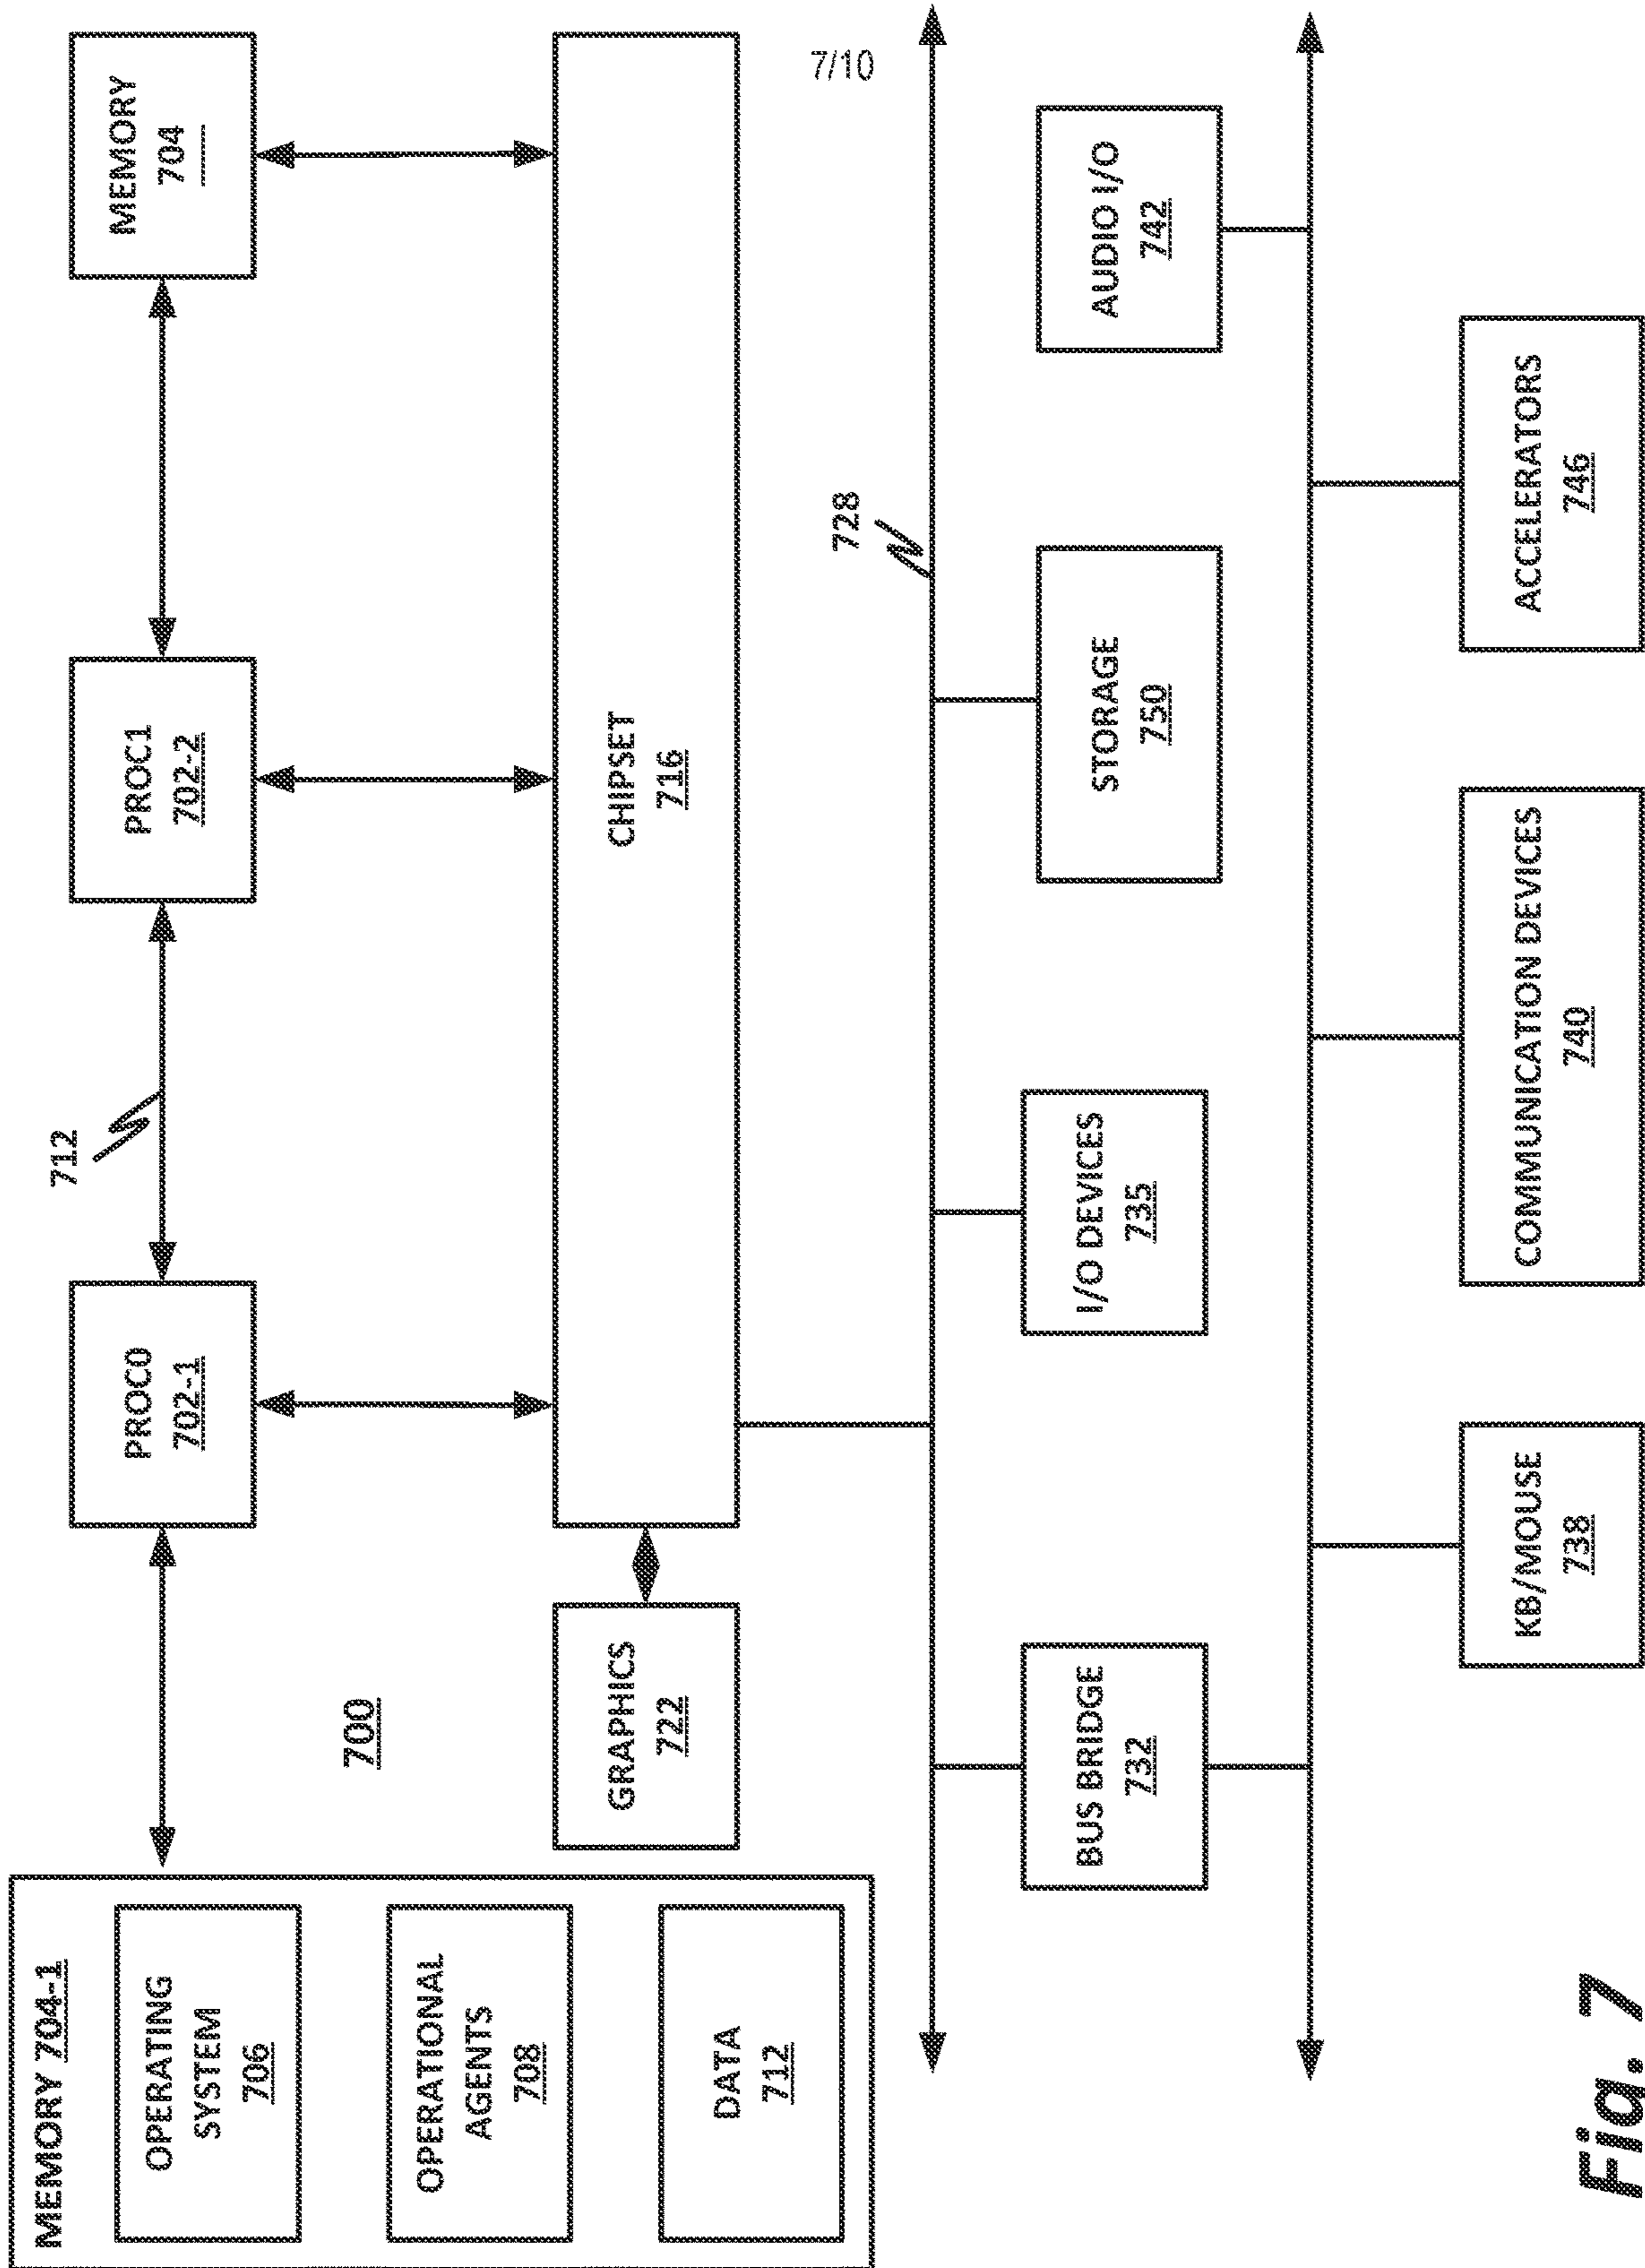 7/10
MEMORY 704-1
OPERATING
SYSTEM
706
OPERATIONAL
AGENTS
708
DATA
712
700
712
PROC0
702-1
PROC1
702-2
MEMORY
704
GRAPHICS
722
CHIPSET
716
728
BUS BRIDGE
732
I/O DEVICES
735
STORAGE
750
AUDIO I/O
742
KB/MOUSE
738
COMMUNICATION DEVICES
740
ACCELERATORS
746
Fig. 7